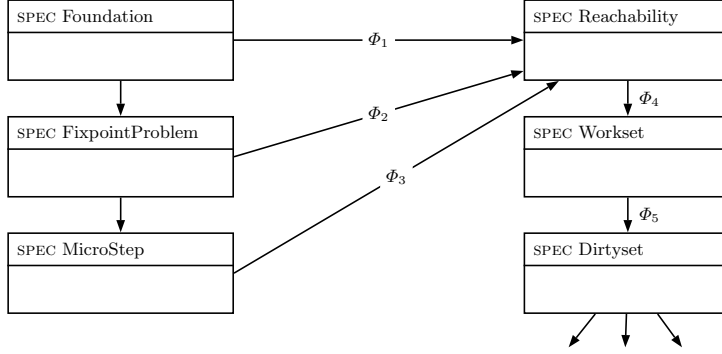 SPEC Foundation
SPEC Reachability
Φ1
Φ2
Φ4
SPEC FixpointProblem
SPEC Workset
Φ3
Φ5
SPEC MicroStep
SPEC Dirtyset